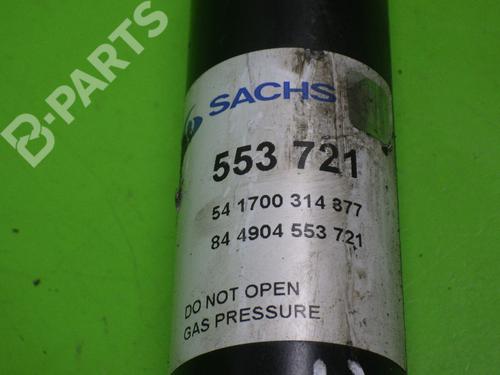 B-PARTS
SACHS
553 721
54 1700 314 877
84 4904 553 721
DO NOT OPEN
GAS PRESSURE